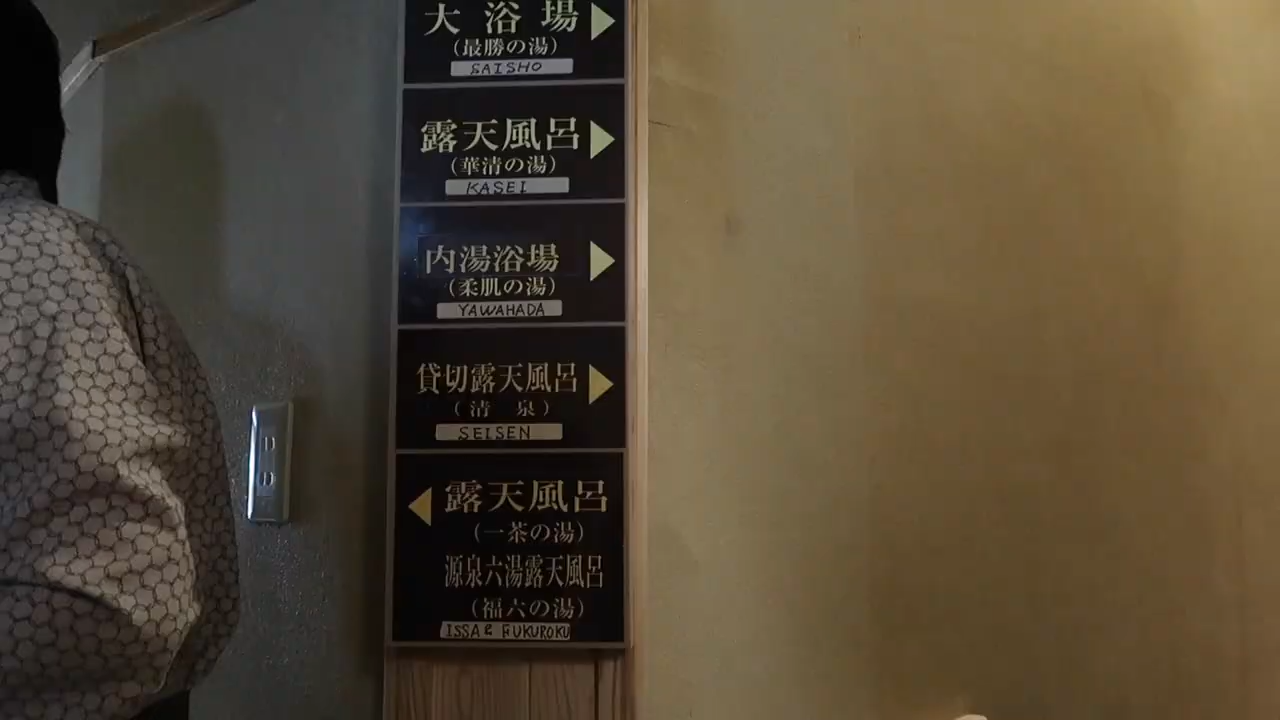 大浴場
(最勝の湯)
SAISHO
露天風呂
(華清の湯)
KASEI
内湯浴場
(柔肌の湯)
YAWAHADA
貸切露天風呂
(清 泉)
SEISEN
露天風呂
(一茶の湯)
源泉六湯露天風呂
(福六の湯)
ISSA & FUKUROKU